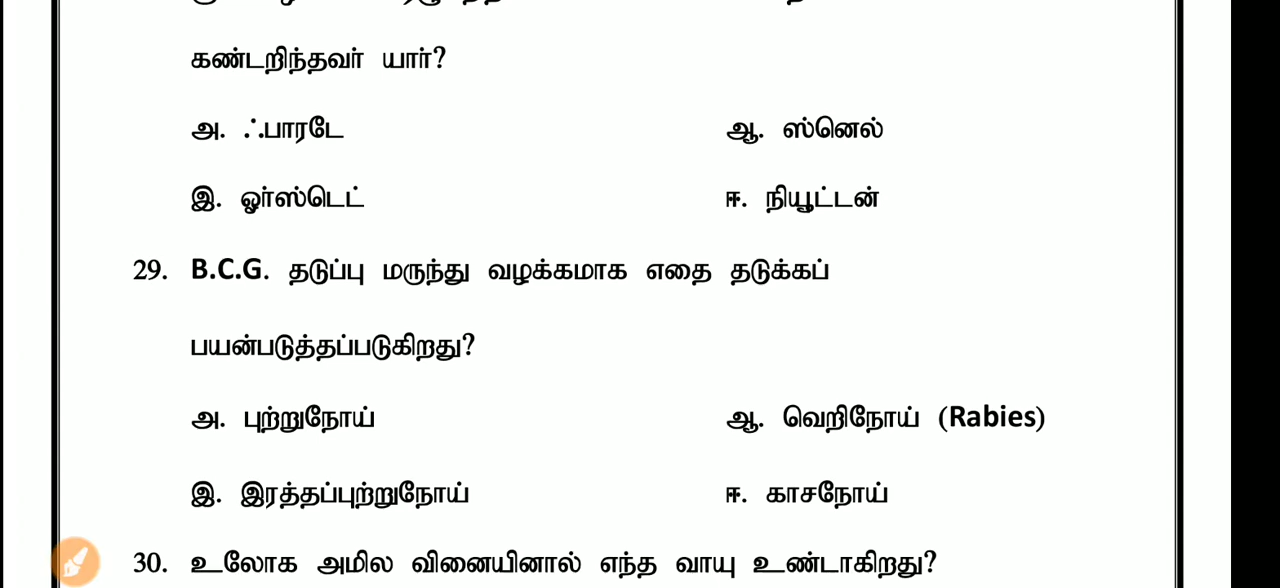 கண்டறிந்தவர் யார்?
அ. ஃபாரடே ஆ. ஸ்னெல்
இ. ஓர்ஸ்டெட் ஈ. நியூட்டன்
29. B.C.G. தடுப்பு மருந்து வழக்கமாக எதை தடுக்கப்
பயன்படுத்தப்படுகிறது?
அ. புற்றுநோய் ஆ. வெறிநோய் (Rabies)
இ. இரத்தப்புற்றுநோய் ஈ. காசநோய்
30. உலோக அமில வினையினால் எந்த வாயு உண்டாகிறது?